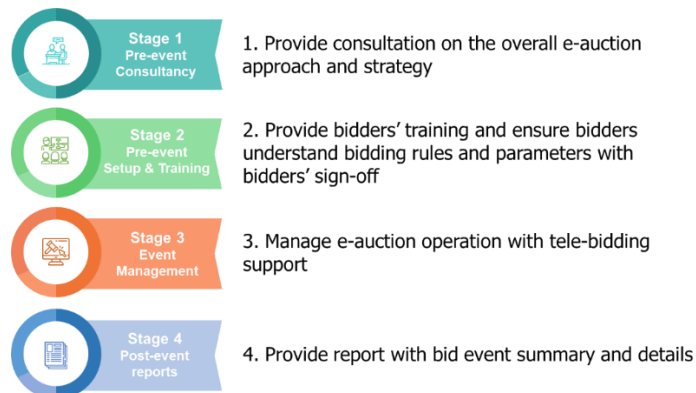 Stage 1
Pre-event
Consultancy
1. Provide consultation on the overall e-auction
approach and strategy
Stage 2
Pre-event
Setup & Training
2. Provide bidders’ training and ensure bidders
understand bidding rules and parameters with
bidders’ sign-off
Stage 3
Event
Management
3. Manage e-auction operation with tele-bidding
support
Stage 4
Post-event
reports
4. Provide report with bid event summary and details